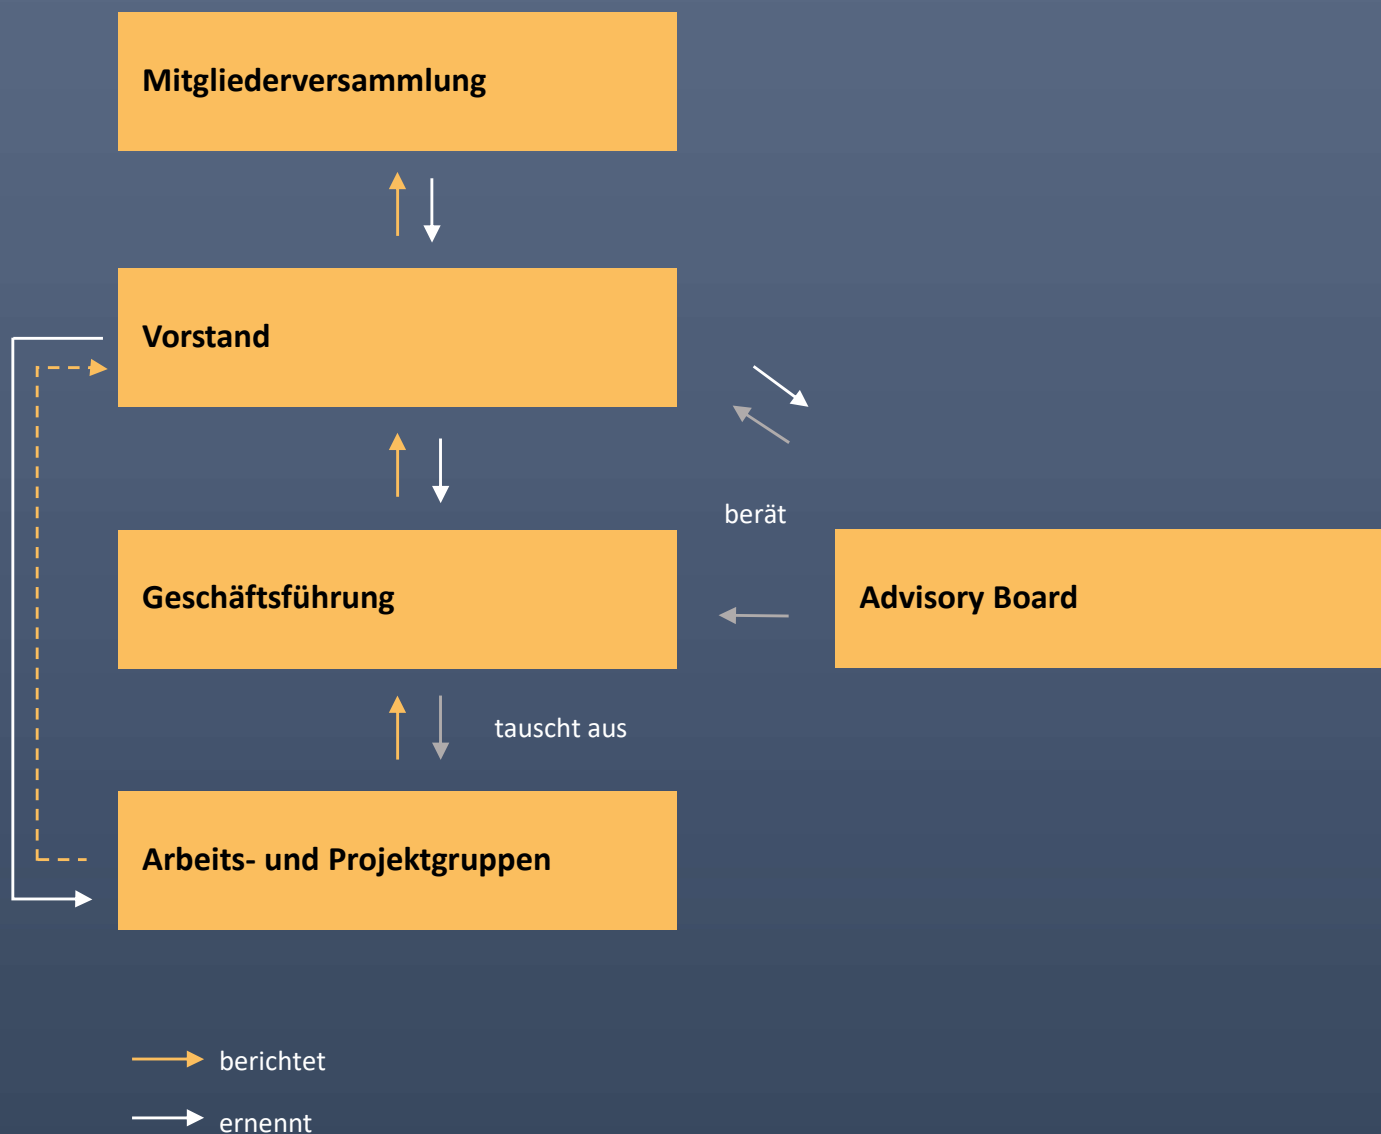 Mitgliederversammlung
Vorstand
berät
Geschäftsführung
Advisory Board
tauscht aus
Arbeits- und Projektgruppen
berichtet
ernennt